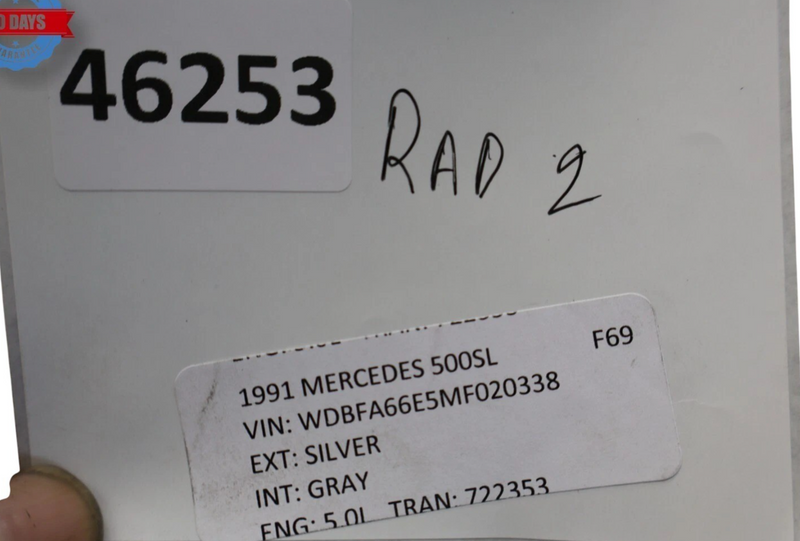 0 DAYS
46253
RAD 2
F69
1991 MERCEDES 500SL
VIN: WDBFA66E5MF020338
EXT: SILVER
INT: GRAY
ENG: 5.0L TRAN: 722353